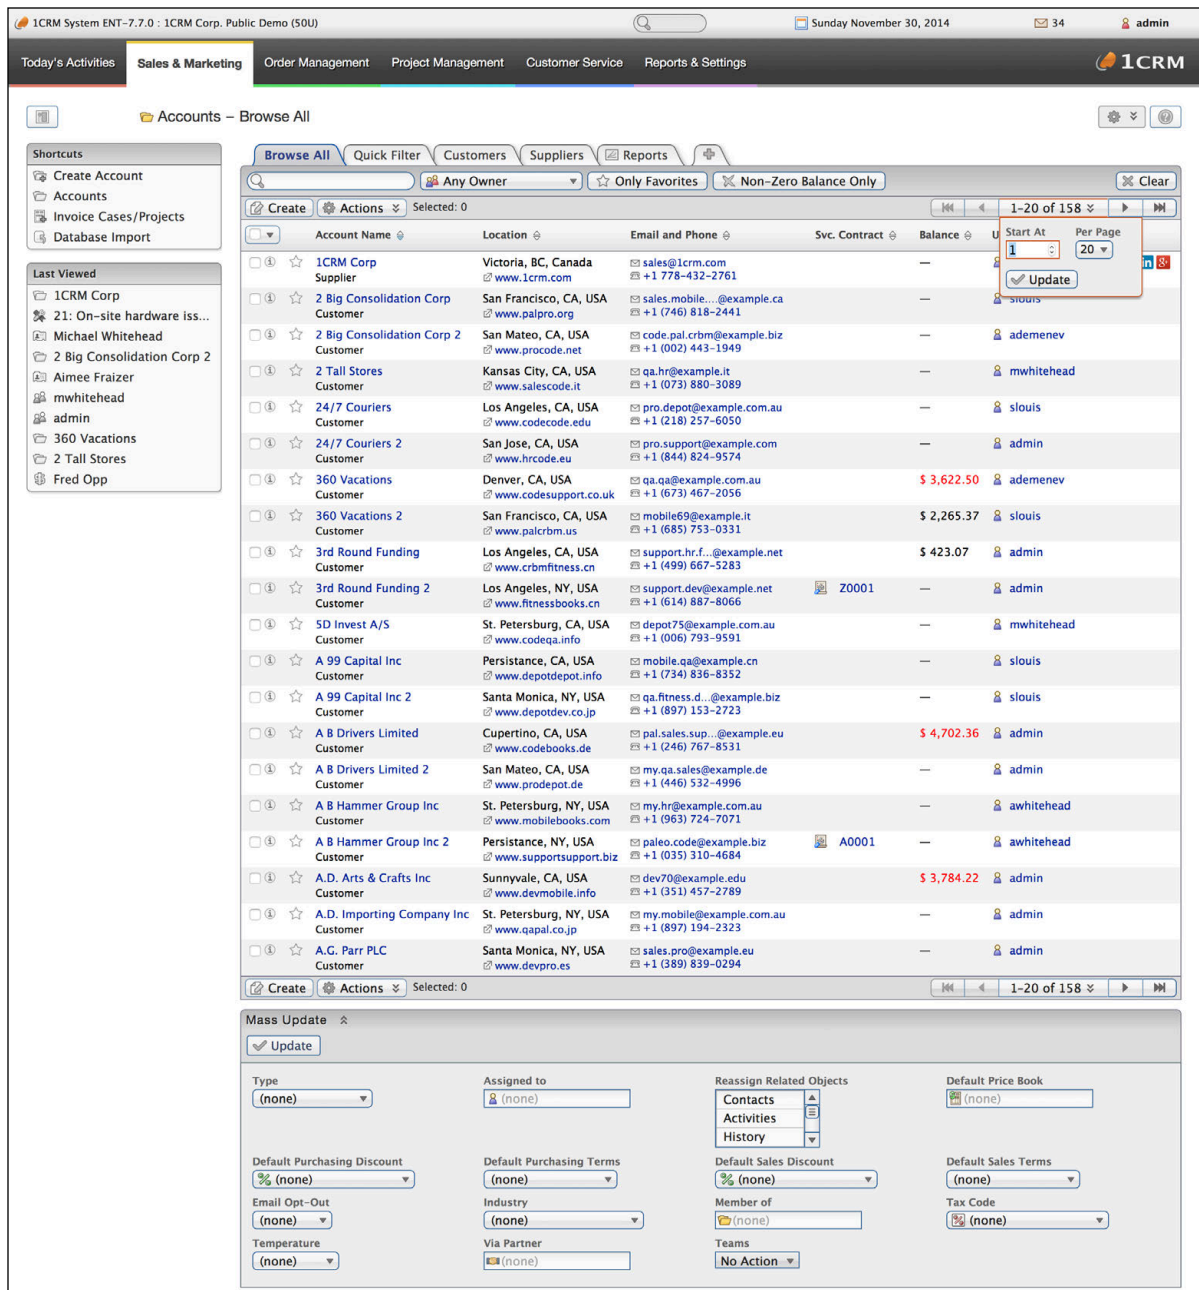 1CRM System ENT-7.7.0 : 1CRM Corp. Public Demo (50U) Sunday November 30, 2014 34 admin
Today's Activities Sales & Marketing Order Management Project Management Customer Service Reports & Settings 1CRM
Accounts – Browse All
Shortcuts
Create Account
Accounts
Invoice Cases/Projects
Database Import
Last Viewed
1CRM Corp
21: On-site hardware iss...
Michael Whitehead
2 Big Consolidation Corp 2
Aimee Fraizer
mwhitehead
admin
360 Vacations
2 Tall Stores
Fred Opp
Browse All Quick Filter Customers Suppliers Reports
Any Owner Only Favorites Non-Zero Balance Only Clear
Create Actions Selected: 0 1-20 of 158
Account Name Location Email and Phone Svc. Contract Balance U
Start At Per Page
1 20
Update
1CRM Corp Victoria, BC, Canada sales@1crm.com — in
Supplier www.1crm.com +1 778-432-2761
2 Big Consolidation Corp San Francisco, CA, USA sales.mobile....@example.ca — slouis
Customer www.palpro.org +1 (746) 818-2441
2 Big Consolidation Corp 2 San Mateo, CA, USA code.pal.crbm@example.biz — ademenev
Customer www.procode.net +1 (002) 443-1949
2 Tall Stores Kansas City, CA, USA qa.hr@example.it — mwhitehead
Customer www.salescode.it +1 (073) 880-3089
24/7 Couriers Los Angeles, CA, USA pro.depot@example.com.au — slouis
Customer www.codecode.edu +1 (218) 257-6050
24/7 Couriers 2 San Jose, CA, USA pro.support@example.com — admin
Customer www.hrcode.eu +1 (844) 824-9574
360 Vacations Denver, CA, USA qa.qa@example.com.au $ 3,622.50 ademenev
Customer www.codesupport.co.uk +1 (673) 467-2056
360 Vacations 2 San Francisco, CA, USA mobile69@example.it $ 2,265.37 slouis
Customer www.palcrbm.us +1 (685) 753-0331
3rd Round Funding Los Angeles, CA, USA support.hr.f...@example.net $ 423.07 admin
Customer www.crbmfitness.cn +1 (499) 667-5283
3rd Round Funding 2 Los Angeles, NY, USA support.dev@example.net Z0001 — admin
Customer www.fitnessbooks.cn +1 (614) 887-8066
5D Invest A/S St. Petersburg, CA, USA depot75@example.com.au — mwhitehead
Customer www.codeqa.info +1 (006) 793-9591
A 99 Capital Inc Persistance, CA, USA mobile.qa@example.cn — slouis
Customer www.depotdepot.info +1 (734) 836-8352
A 99 Capital Inc 2 Santa Monica, NY, USA qa.fitness.d...@example.biz — slouis
Customer www.depotdev.co.jp +1 (897) 153-2723
A B Drivers Limited Cupertino, CA, USA pal.sales.sup...@example.eu $ 4,702.36 admin
Customer www.codebooks.de +1 (246) 767-8531
A B Drivers Limited 2 San Mateo, CA, USA my.qa.sales@example.de — admin
Customer www.prodepot.de +1 (446) 532-4996
A B Hammer Group Inc St. Petersburg, NY, USA my.hr@example.com.au — awhitehead
Customer www.mobilebooks.com +1 (963) 724-7071
A B Hammer Group Inc 2 Persistance, NY, USA paleo.code@example.biz A0001 — awhitehead
Customer www.supportsupport.biz +1 (035) 310-4684
A.D. Arts & Crafts Inc Sunnyvale, CA, USA dev70@example.edu $ 3,784.22 admin
Customer www.devmobile.info +1 (351) 457-2789
A.D. Importing Company Inc St. Petersburg, NY, USA my.mobile@example.com.au — admin
Customer www.qapal.co.jp +1 (897) 194-2323
A.G. Parr PLC Santa Monica, NY, USA sales.pro@example.eu — admin
Customer www.devpro.es +1 (389) 839-0294
Create Actions Selected: 0 1-20 of 158
Mass Update
Update
Type Assigned to Reassign Related Objects Default Price Book
(none) (none) Contacts (none)
Activities
History
Default Purchasing Discount Default Purchasing Terms Default Sales Discount Default Sales Terms
% (none) (none) % (none) (none)
Email Opt-Out Industry Member of Tax Code
(none) (none) (none) % (none)
Temperature Via Partner Teams
(none) (none) No Action